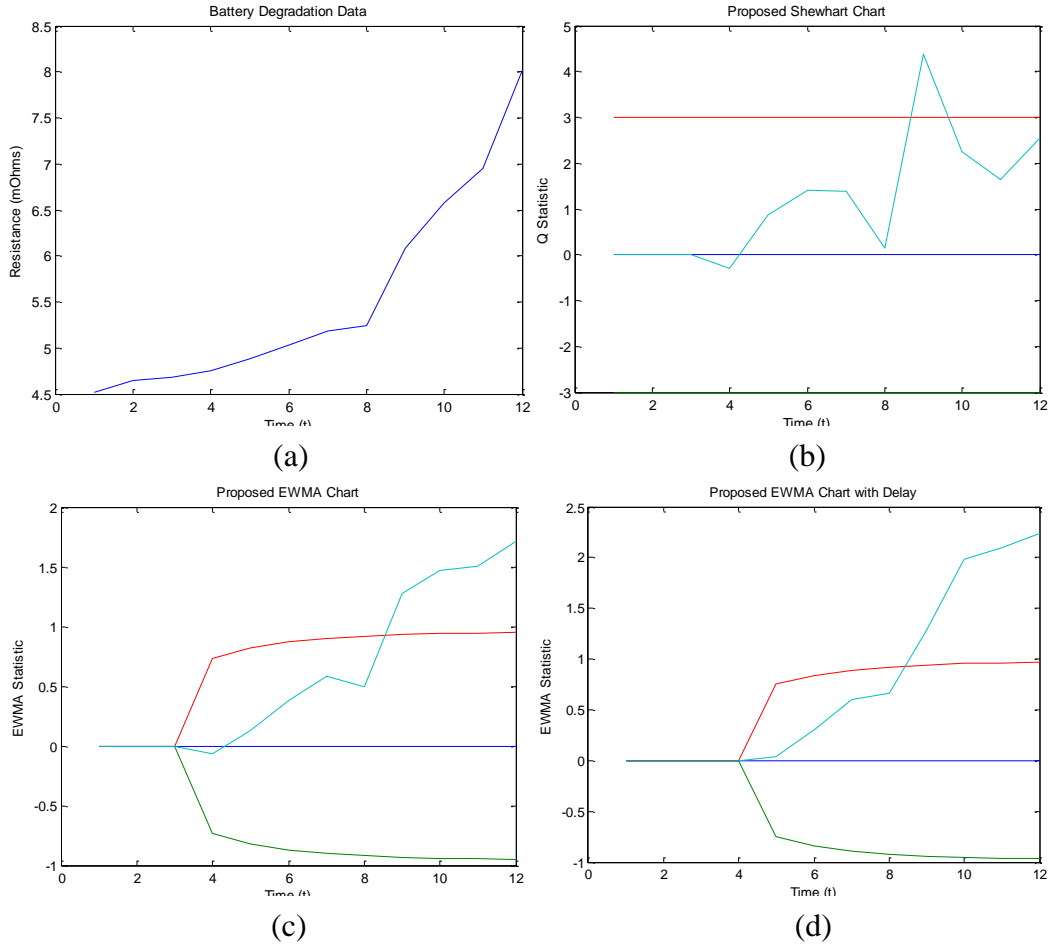 Battery Degradation Data
8.5
8
7.5
7
6.5
6
5.5
5
4.5
Resistance (mOhms)
0 2 4 6 8 10 12
Time (t)
(a)
Proposed Shewhart Chart
5
4
3
2
1
0
-1
-2
-3
Q Statistic
0 2 4 6 8 10 12
Time (t)
(b)
Proposed EWMA Chart
2
1.5
1
0.5
0
-0.5
-1
EWMA Statistic
0 2 4 6 8 10 12
Time (t)
(c)
Proposed EWMA Chart with Delay
2.5
2
1.5
1
0.5
0
-0.5
-1
EWMA Statistic
0 2 4 6 8 10 12
Time (t)
(d)